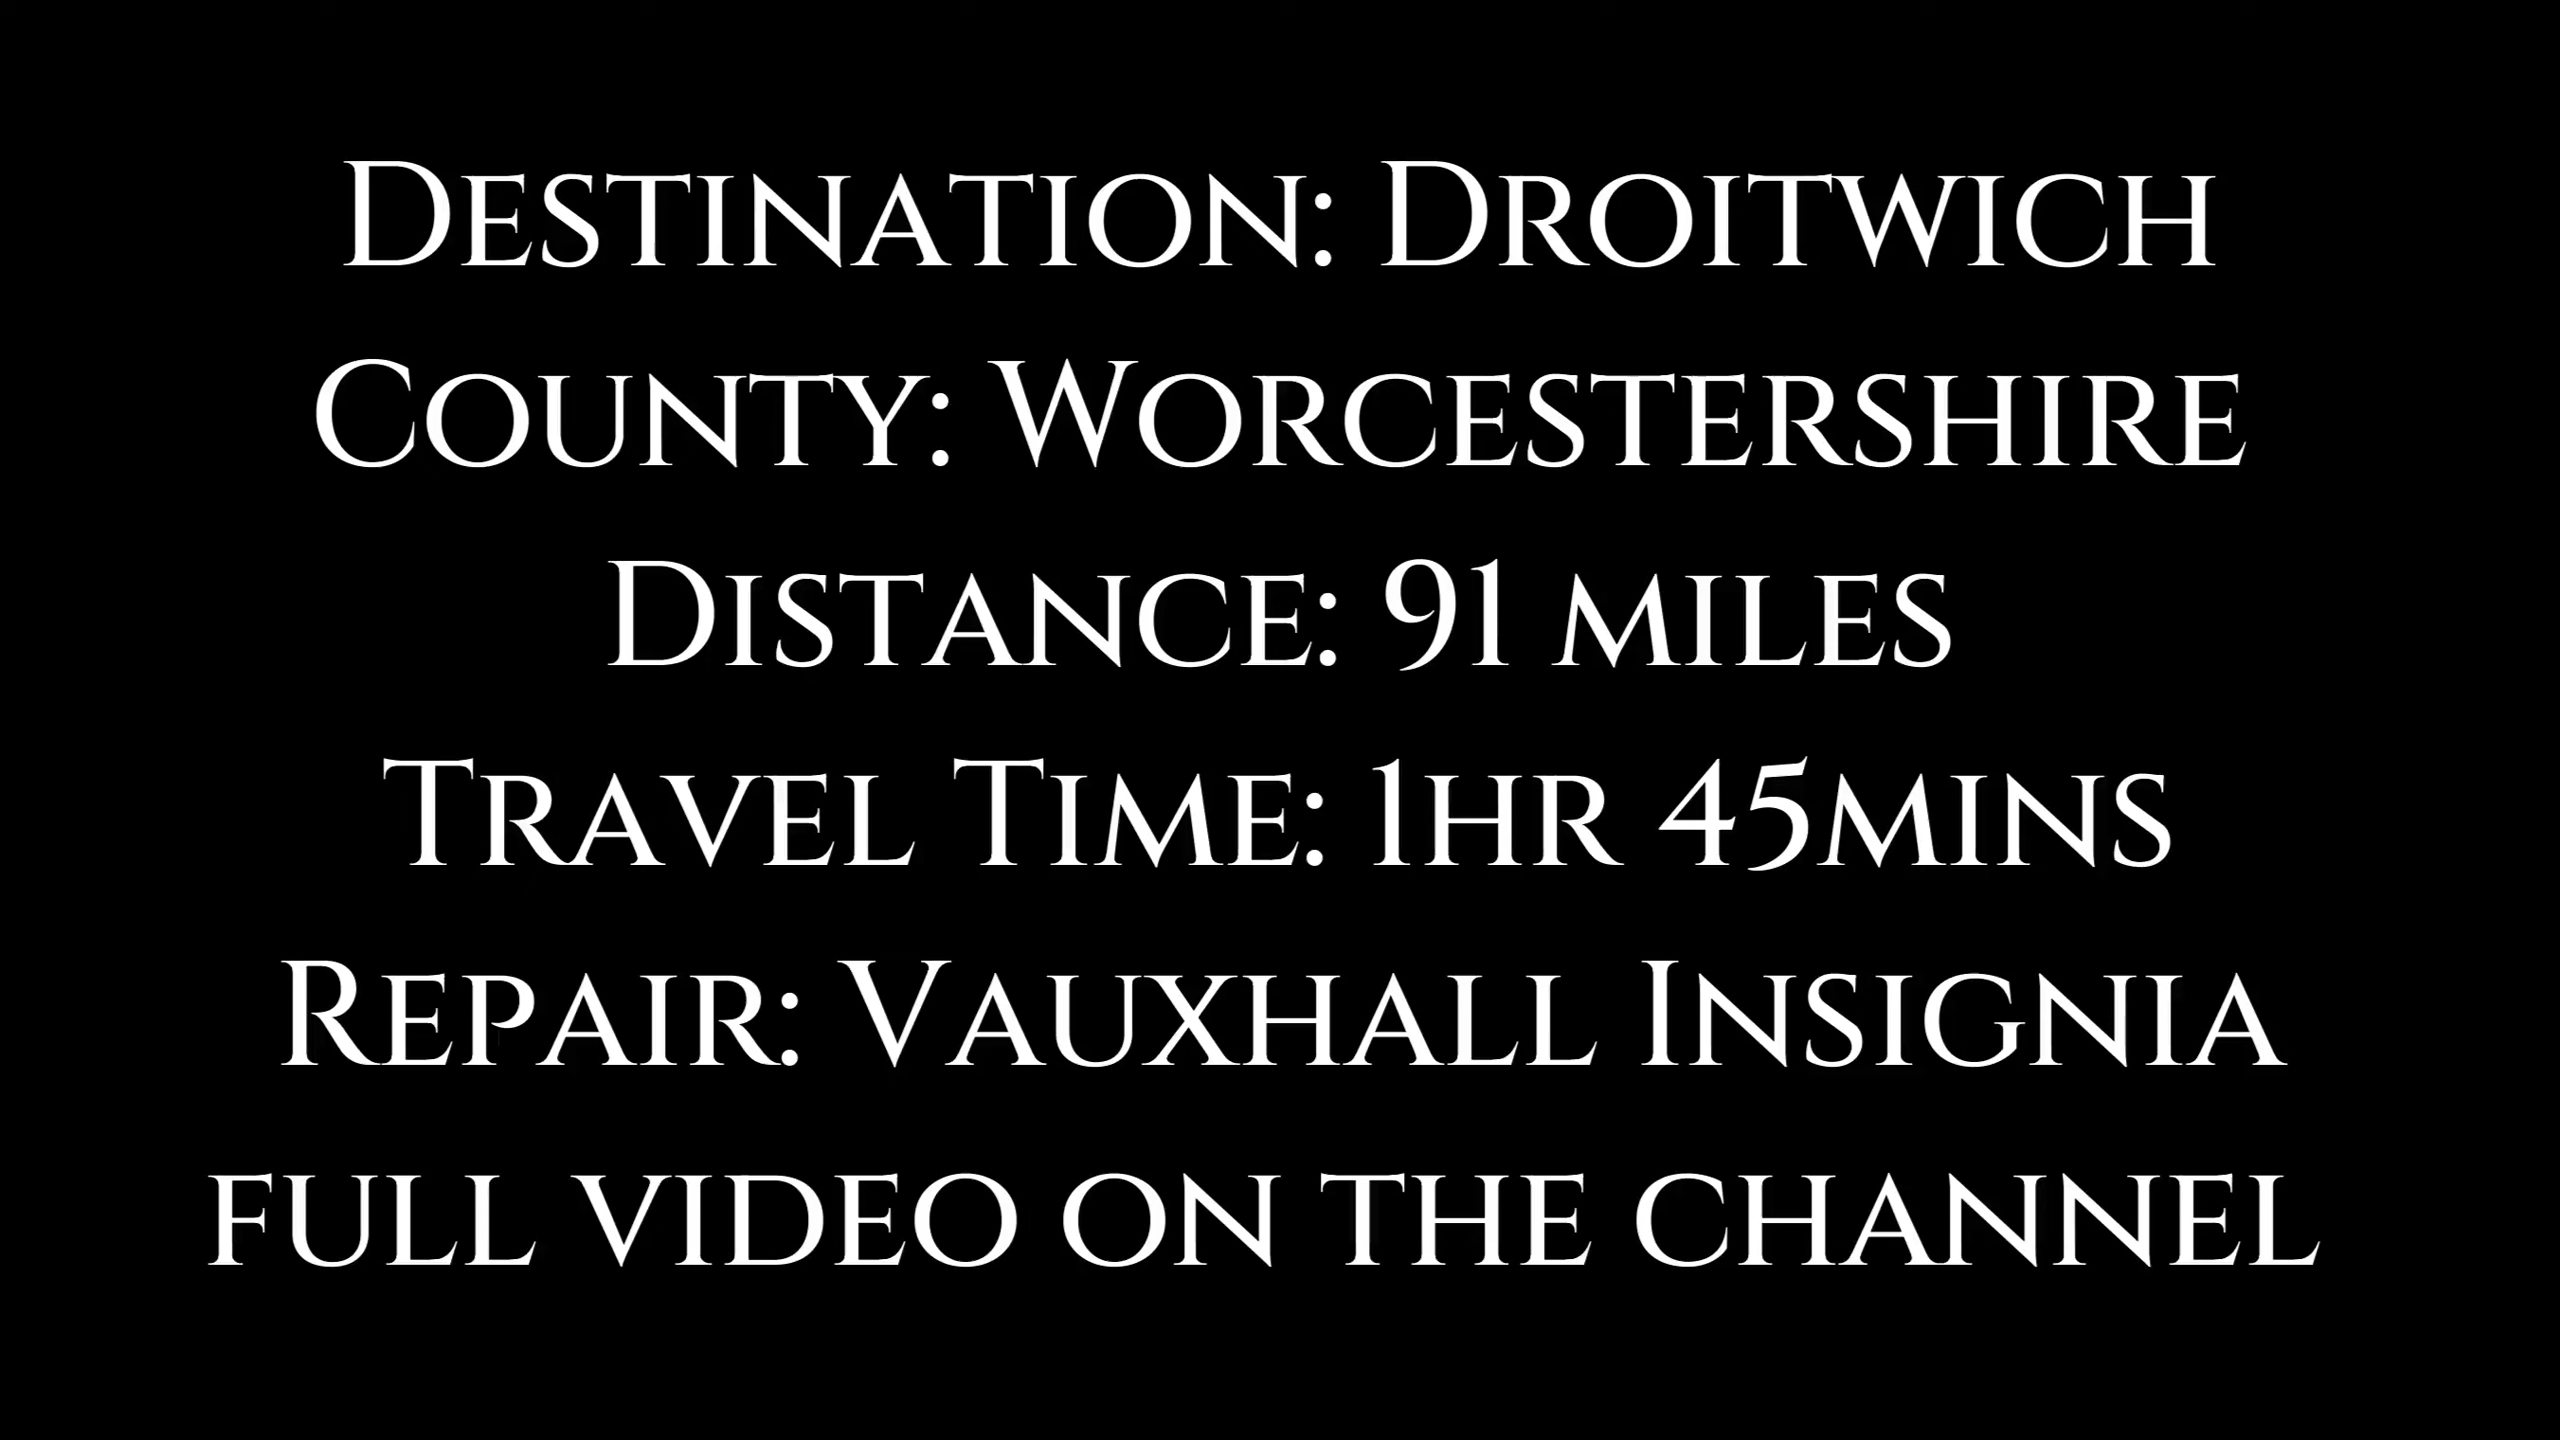 Destination: Droitwich
County: Worcestershire
Distance: 91 miles
Travel Time: 1hr 45mins
Repair: Vauxhall Insignia
full video on the channel